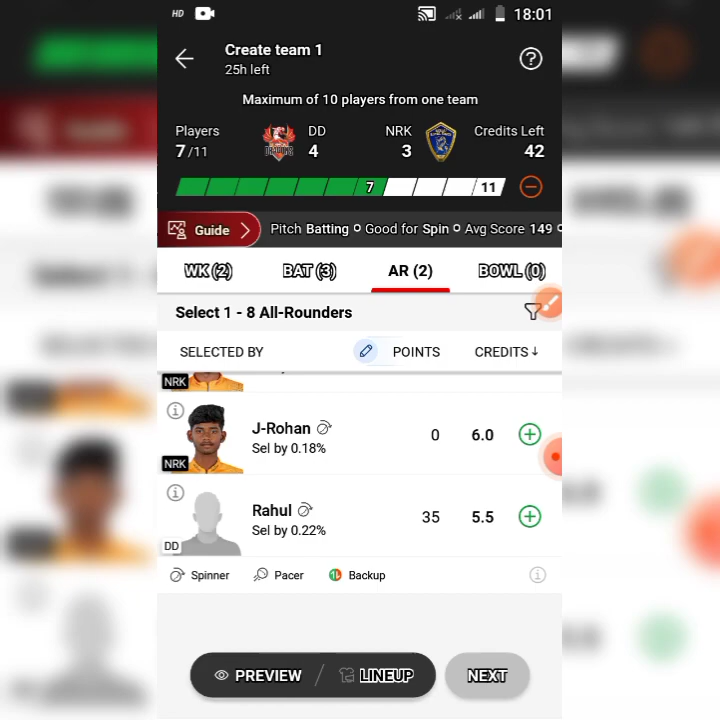 HD 18:01
Create team 1
25h left
Maximum of 10 players from one team
Players DD NRK Credits Left
7/11 4 3 42
7 11
Guide Pitch Batting Good for Spin Avg Score 149
WK (2) BAT (3) AR (2) BOWL (0)
Select 1 - 8 All-Rounders
SELECTED BY POINTS CREDITS↓
NRK
J-Rohan 0 6.0
Sel by 0.18%
NRK
Rahul 35 5.5
Sel by 0.22%
DD
Spinner Pacer Backup
PREVIEW / LINEUP NEXT